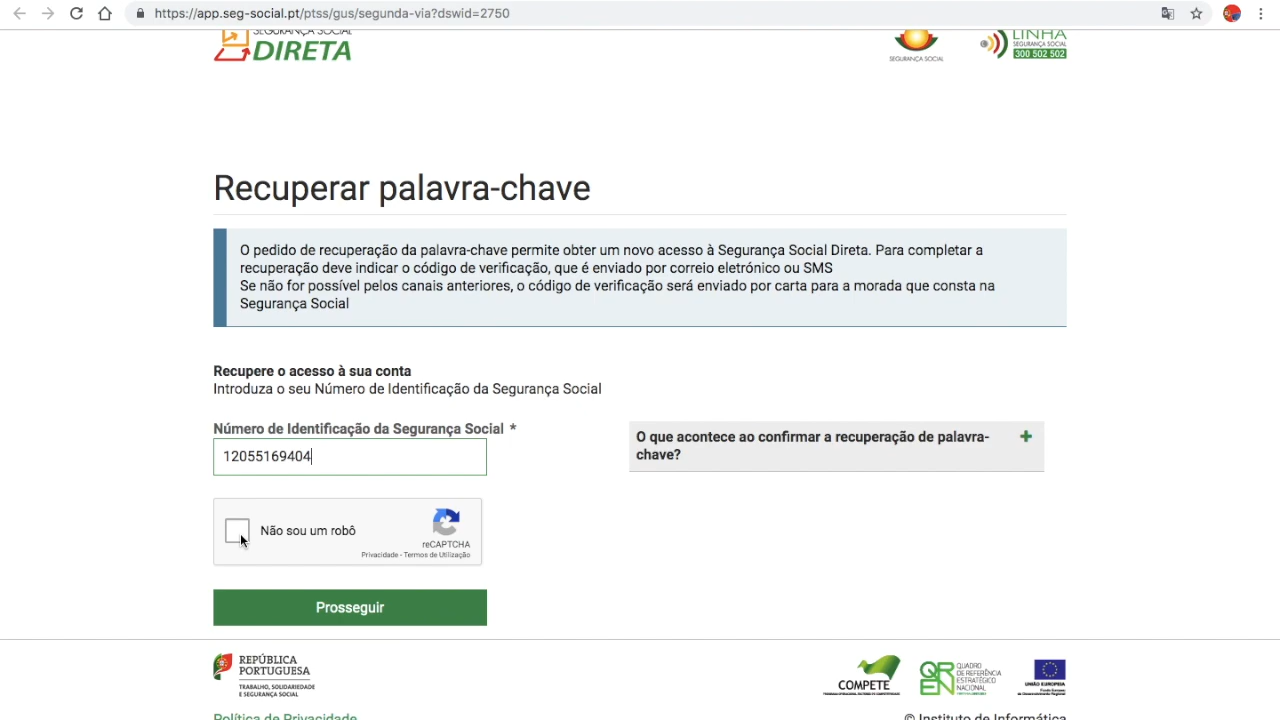 https://app.seg-social.pt/ptss/gus/segunda-via?dswid=2750
SEGURANÇA SOCIAL
DIRETA
SEGURANÇA SOCIAL
LINHA
SEGURANÇA SOCIAL
300 502 502
Recuperar palavra-chave
O pedido de recuperação da palavra-chave permite obter um novo acesso à Segurança Social Direta. Para completar a
recuperação deve indicar o código de verificação, que é enviado por correio eletrónico ou SMS
Se não for possível pelos canais anteriores, o código de verificação será enviado por carta para a morada que consta na
Segurança Social
Recupere o acesso à sua conta
Introduza o seu Número de Identificação da Segurança Social
Número de Identificação da Segurança Social *
12055169404
O que acontece ao confirmar a recuperação de palavra-
chave?
Não sou um robô
reCAPTCHA
Privacidade - Termos de Utilização
Prosseguir
REPÚBLICA
PORTUGUESA
TRABALHO, SOLIDARIEDADE
E SEGURANÇA SOCIAL
COMPETE
QREN
QUADRO
DE REFERÊNCIA
ESTRATÉGICO
NACIONAL
UNIÃO EUROPEIA
Política de Privacidade
© Instituto de Informática